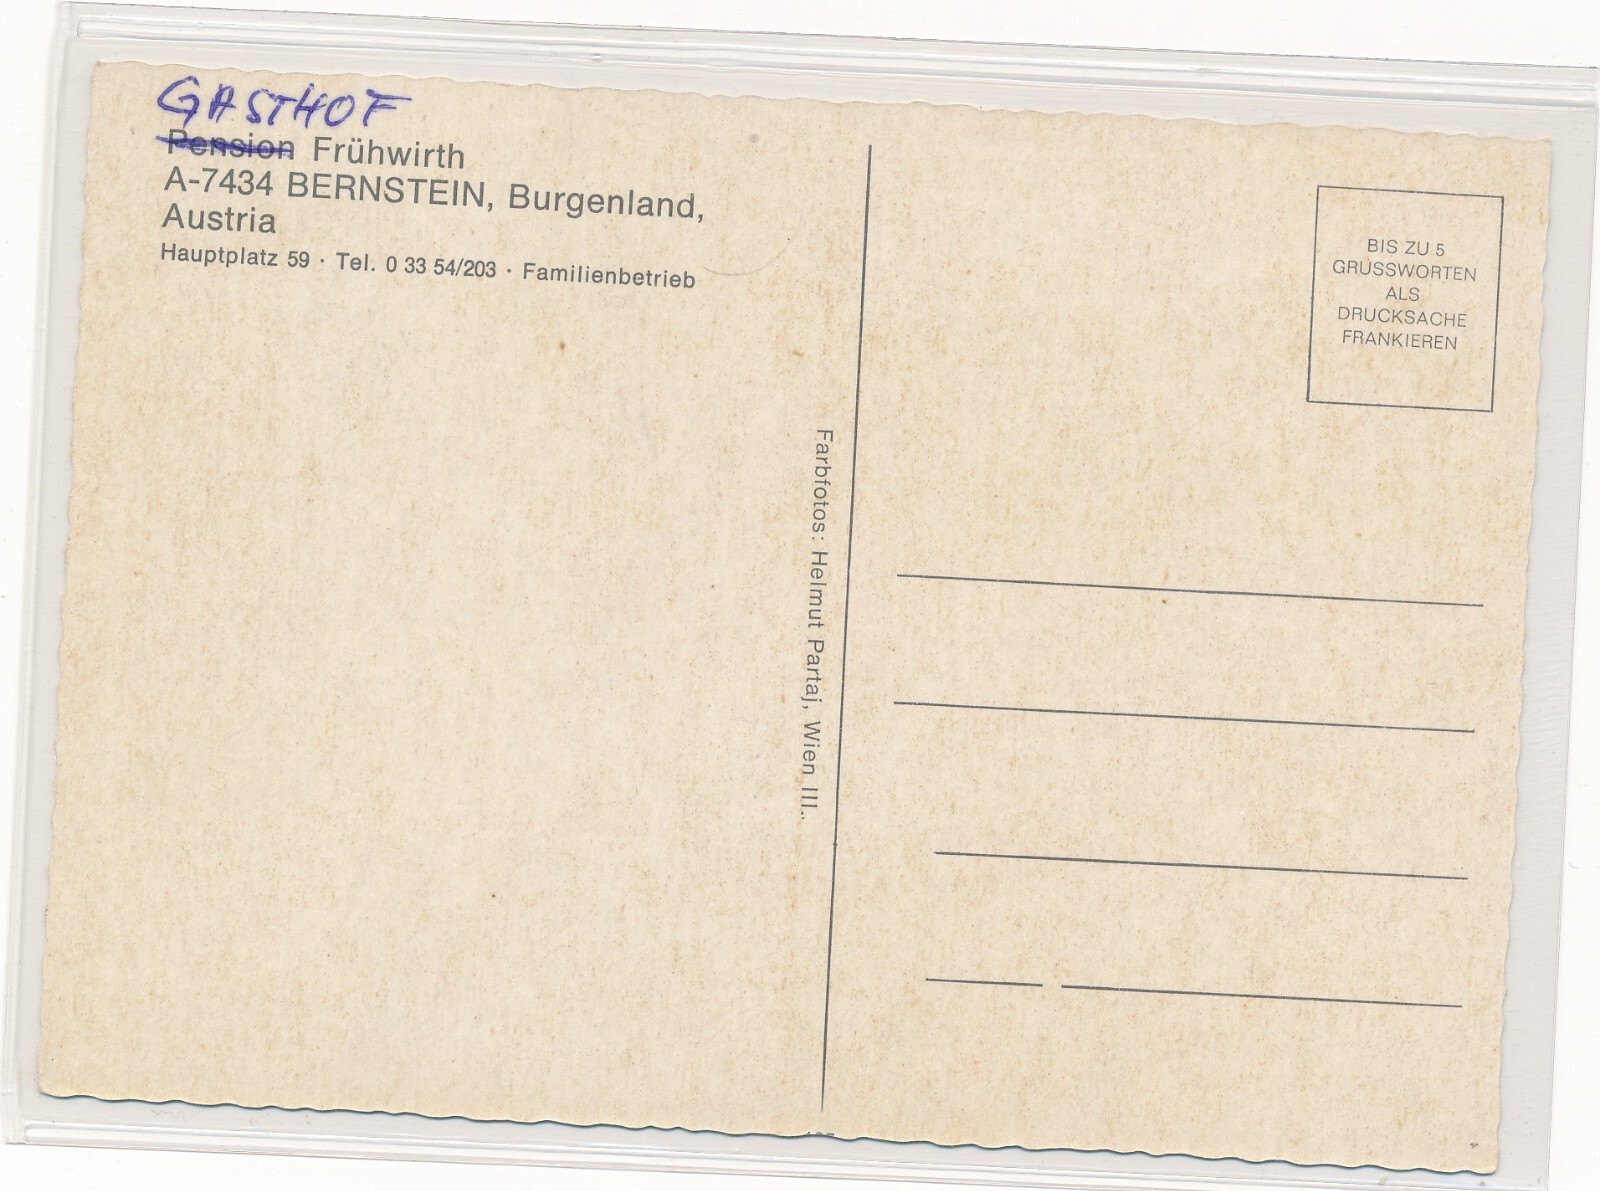 GASTHOF
Pension Frühwirth
A-7434 BERNSTEIN, Burgenland,
Austria
Hauptplatz 59 · Tel. 0 33 54/203 · Familienbetrieb
Farbfotos: Helmut Partaj, Wien III.
BIS ZU 5
GRUSSWORTEN
ALS
DRUCKSACHE
FRANKIEREN